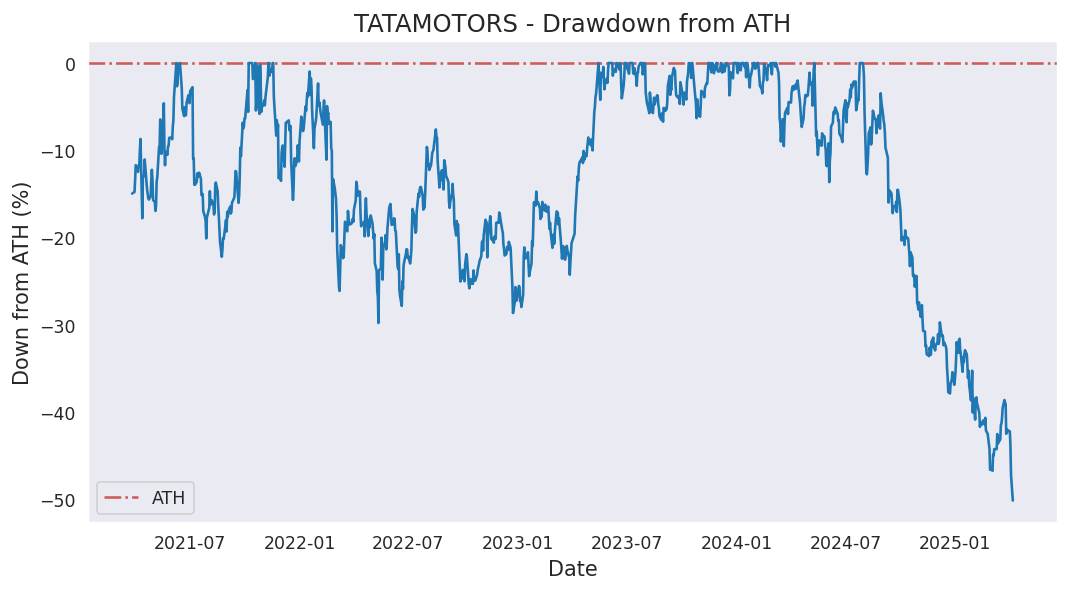 TATAMOTORS - Drawdown from ATH
Down from ATH (%)
0
−10
−20
−30
−40
−50
ATH
2021-07 2022-01 2022-07 2023-01 2023-07 2024-01 2024-07 2025-01
Date